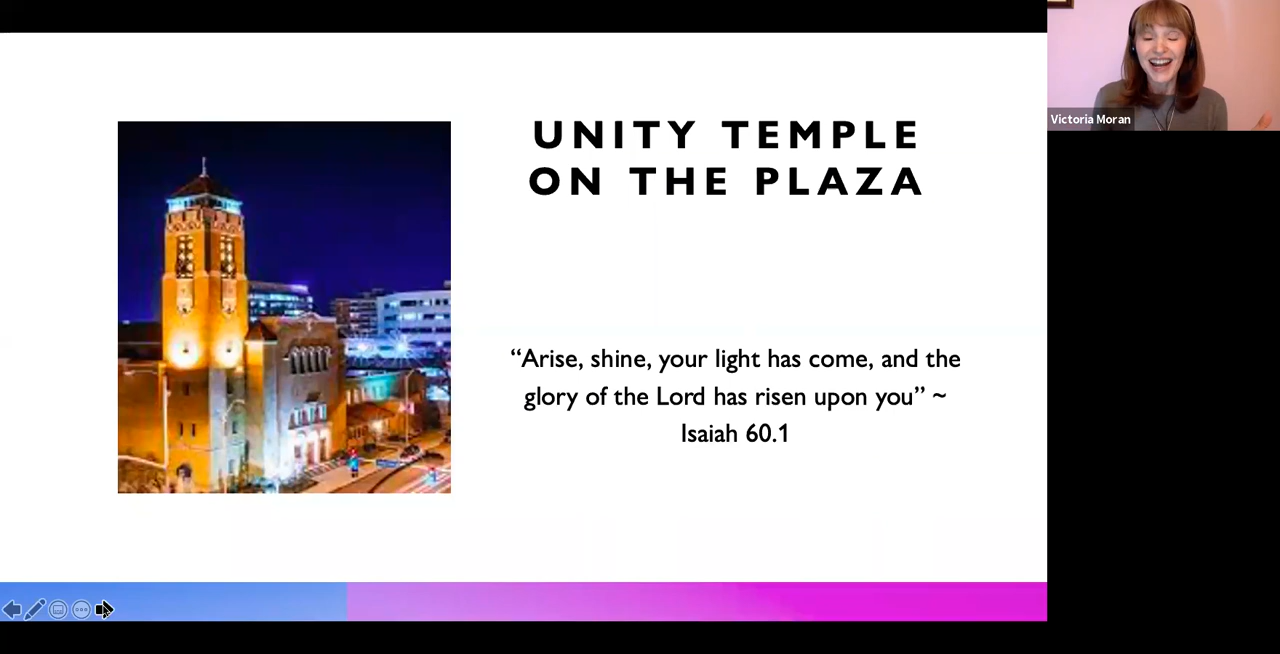 UNITY TEMPLE
ON THE PLAZA
“Arise, shine, your light has come, and the
glory of the Lord has risen upon you” ~
Isaiah 60.1
Victoria Moran